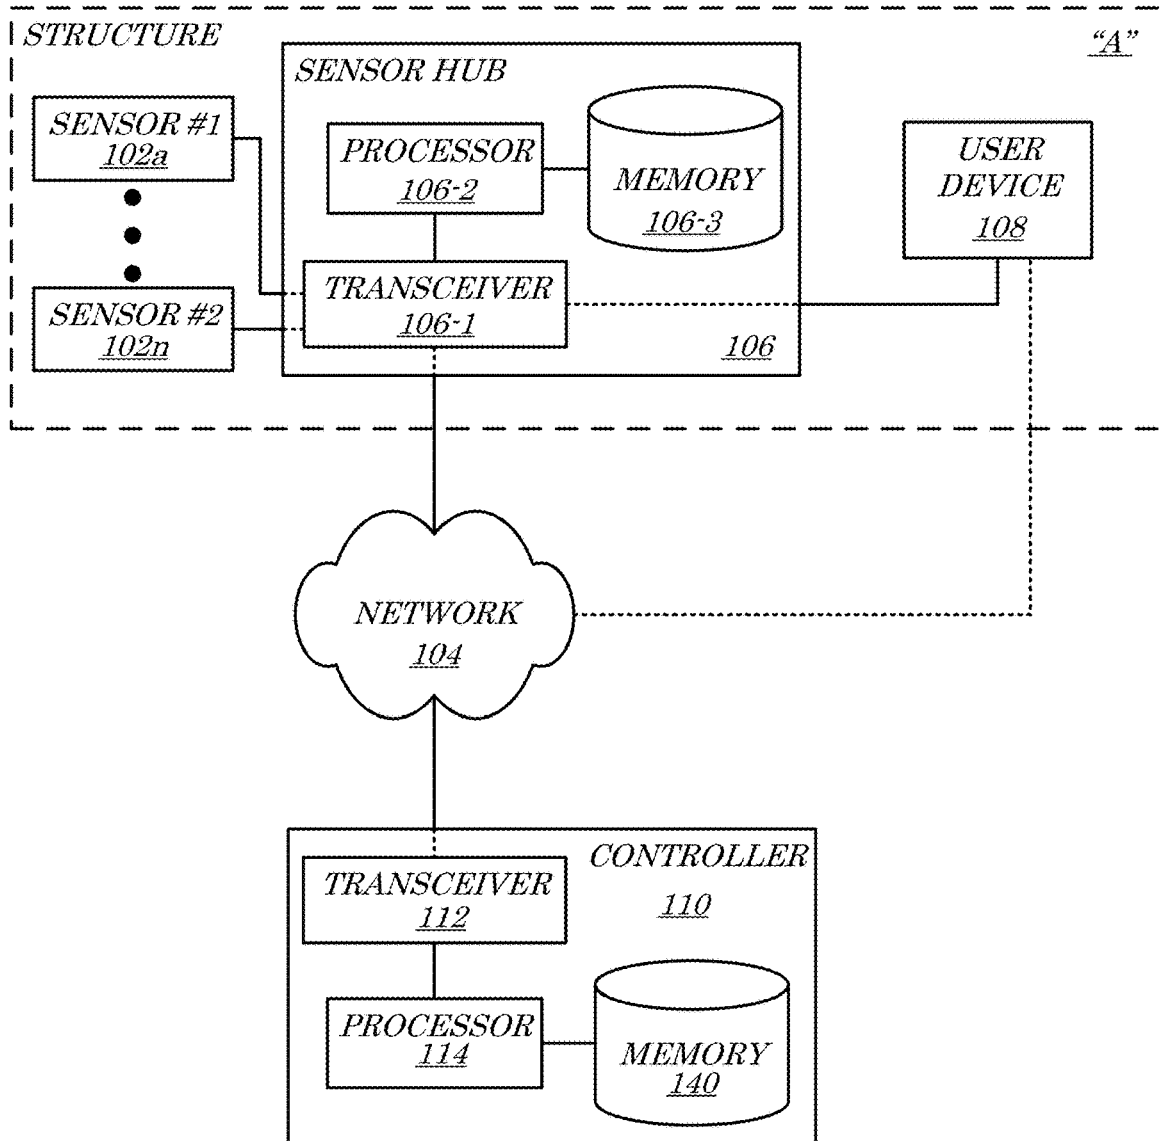 STRUCTURE
"A"
SENSOR HUB
SENSOR #1
102a
PROCESSOR
106-2
MEMORY
106-3
USER
DEVICE
108
SENSOR #2
102n
TRANSCEIVER
106-1
106
NETWORK
104
CONTROLLER
110
TRANSCEIVER
112
PROCESSOR
114
MEMORY
140